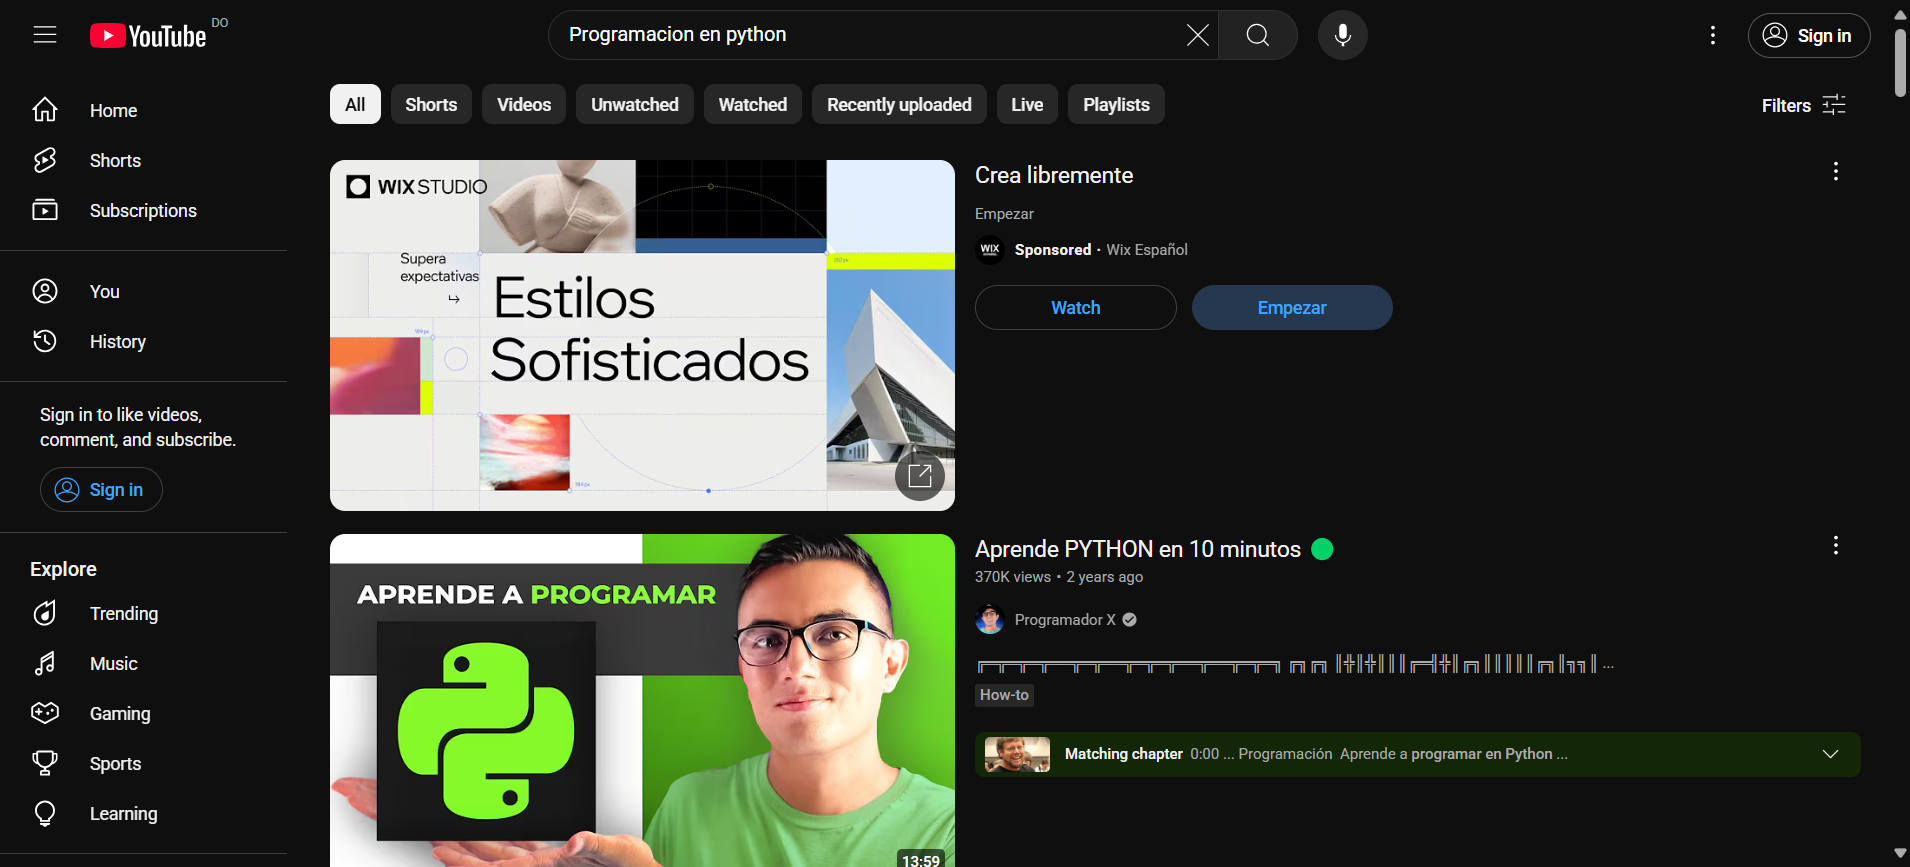 YouTube DO
Programacion en python
Sign in
Home
Shorts
Subscriptions
You
History
Sign in to like videos,
comment, and subscribe.
Sign in
Explore
Trending
Music
Gaming
Sports
Learning
All Shorts Videos Unwatched Watched Recently uploaded Live Playlists
Filters
WIX STUDIO
Supera
expectativas
Estilos
Sofisticados
Crea libremente
Empezar
WIX
Sponsored • Wix Español
Watch Empezar
APRENDE A PROGRAMAR
13:59
Aprende PYTHON en 10 minutos
370K views • 2 years ago
Programador X
How-to
Matching chapter 0:00 ... Programación Aprende a programar en Python ...